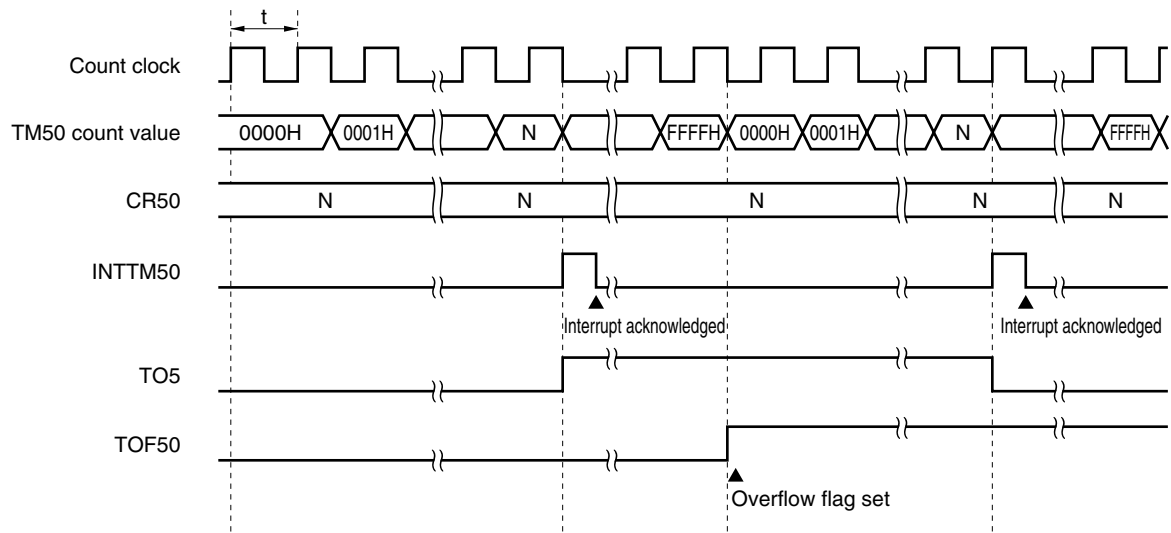 t
Count clock
TM50 count value 0000H 0001H N FFFFH 0000H 0001H N FFFFH
CR50 N N N N N
INTTM50
Interrupt acknowledged Interrupt acknowledged
TO5
TOF50
Overflow flag set